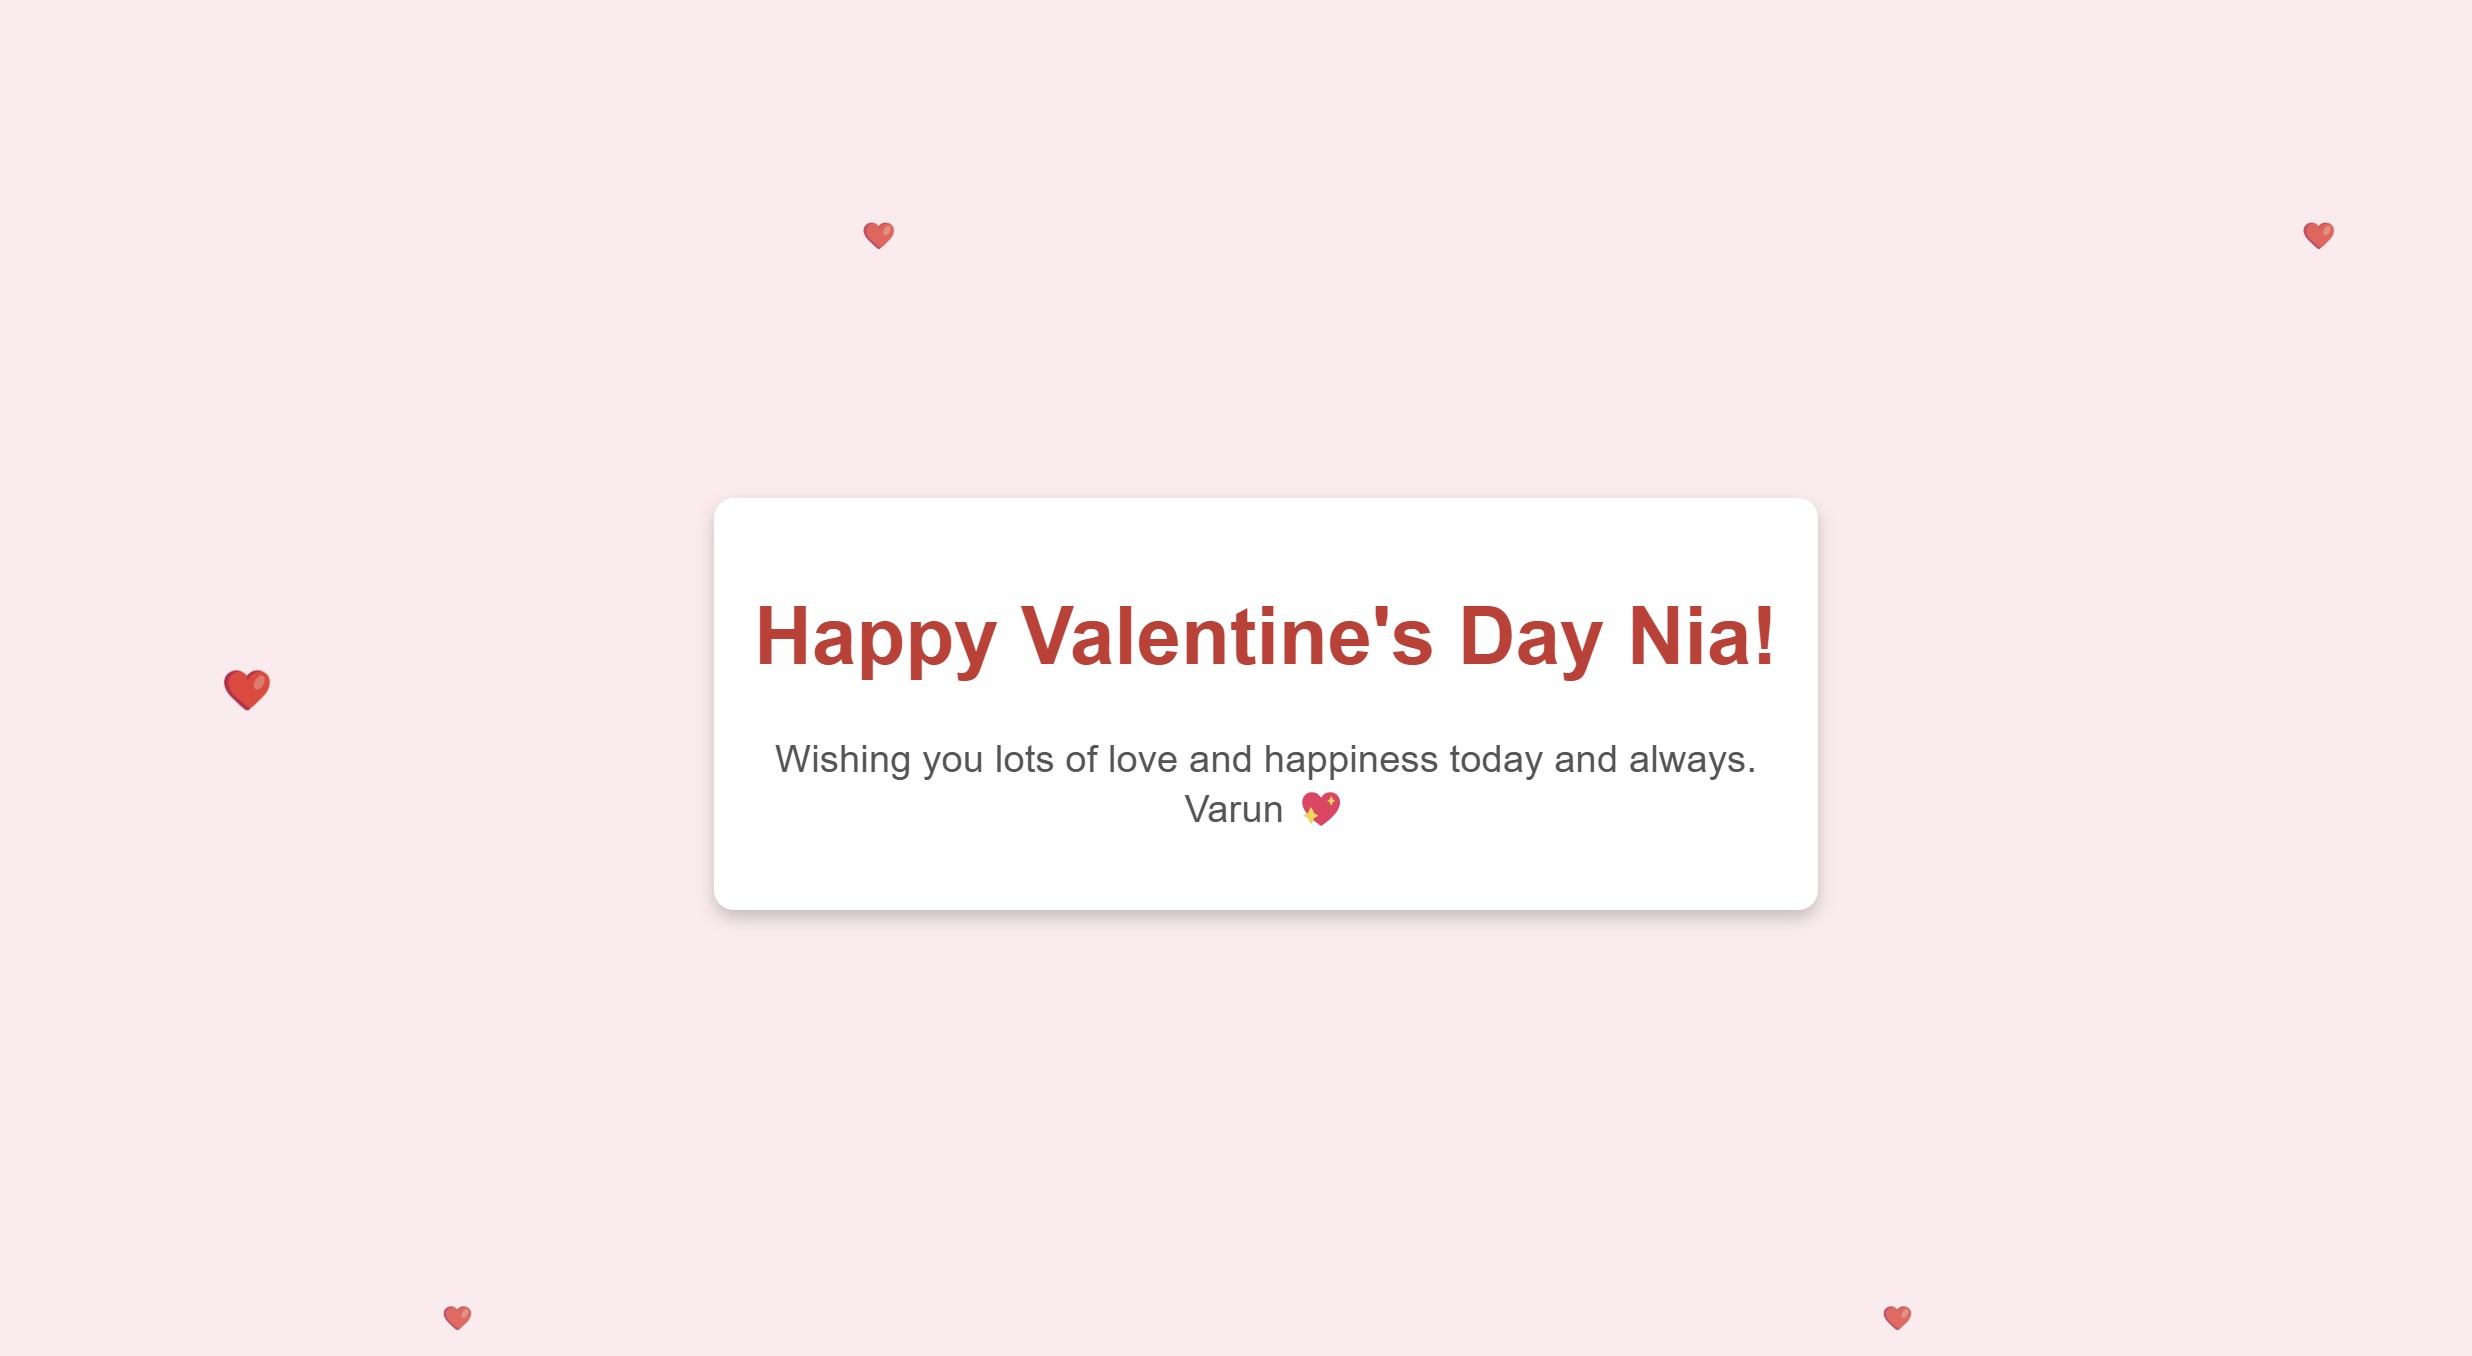 Happy Valentine's Day Nia!
Wishing you lots of love and happiness today and always.
Varun 💖